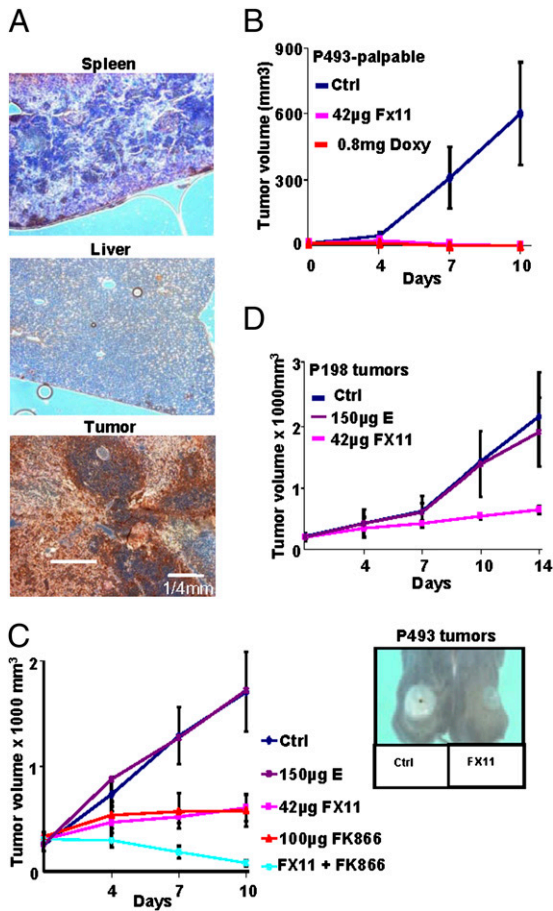 A
Spleen
Liver
Tumor
1/4mm
B
P493-palpable
Ctrl
42µg Fx11
0.8mg Doxy
Tumor volume (mm3)
900
600
300
0
0 4 7 10
Days
D
P198 tumors
Ctrl
150µg E
42µg FX11
Tumor volume x 1000mm3
3
2
1
0
4 7 10 14
Days
C
Tumor volume x 1000 mm3
2
1
0
4 7 10
Days
Ctrl
150µg E
42µg FX11
100µg FK866
FX11 + FK866
P493 tumors
Ctrl FX11